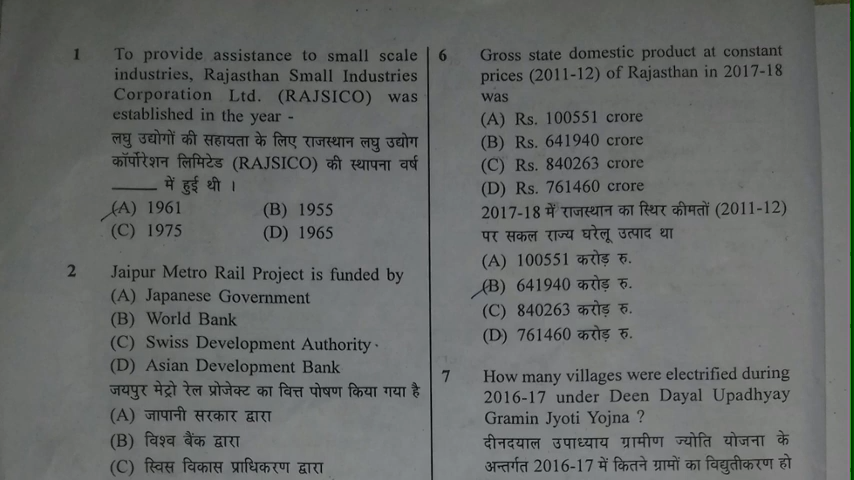 1 To provide assistance to small scale
industries, Rajasthan Small Industries
Corporation Ltd. (RAJSICO) was
established in the year -
लघु उद्योगों की सहायता के लिए राजस्थान लघु उद्योग
कॉर्पोरेशन लिमिटेड (RAJSICO) की स्थापना वर्ष
______ में हुई थी ।
(A) 1961 (B) 1955
(C) 1975 (D) 1965
2 Jaipur Metro Rail Project is funded by
(A) Japanese Government
(B) World Bank
(C) Swiss Development Authority
(D) Asian Development Bank
जयपुर मेट्रो रेल प्रोजेक्ट का वित्त पोषण किया गया है
(A) जापानी सरकार द्वारा
(B) विश्व बैंक द्वारा
(C) स्विस विकास प्राधिकरण द्वारा
6 Gross state domestic product at constant
prices (2011-12) of Rajasthan in 2017-18
was
(A) Rs. 100551 crore
(B) Rs. 641940 crore
(C) Rs. 840263 crore
(D) Rs. 761460 crore
2017-18 में राजस्थान का स्थिर कीमतों (2011-12)
पर सकल राज्य घरेलू उत्पाद था
(A) 100551 करोड़ रु.
(B) 641940 करोड़ रु.
(C) 840263 करोड़ रु.
(D) 761460 करोड़ रु.
7 How many villages were electrified during
2016-17 under Deen Dayal Upadhyay
Gramin Jyoti Yojna ?
दीनदयाल उपाध्याय ग्रामीण ज्योति योजना के
अन्तर्गत 2016-17 में कितने ग्रामों का विद्युतीकरण हो